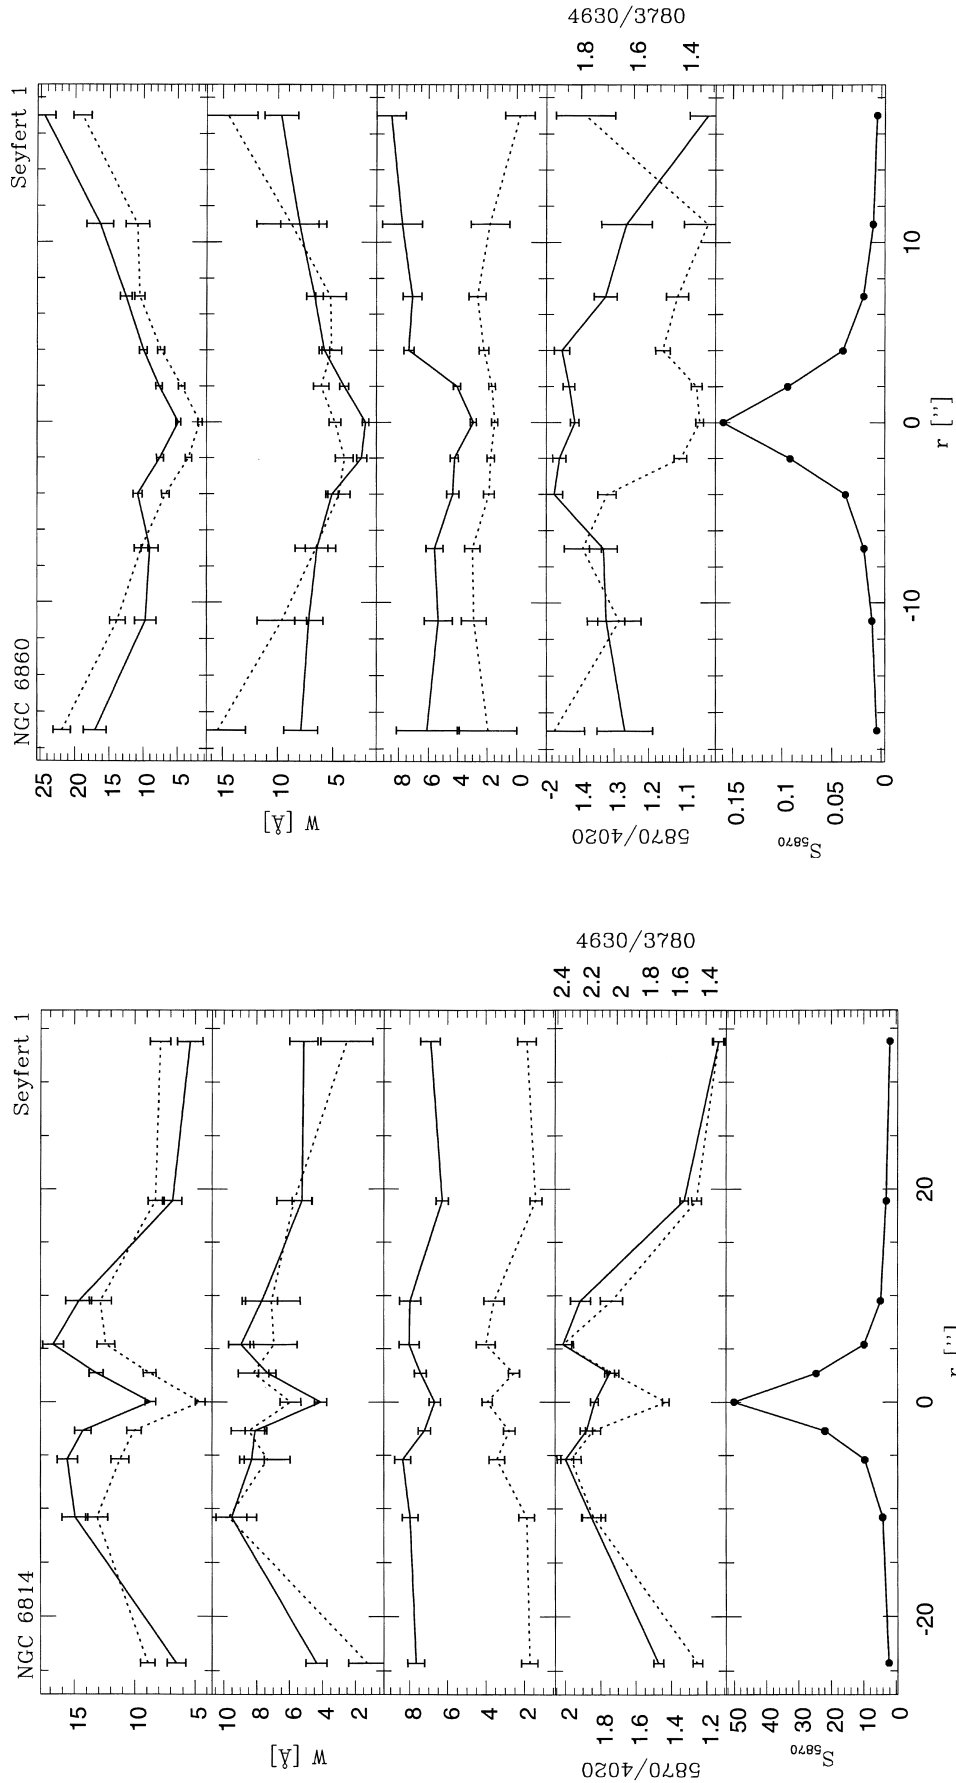 NGC 6860 Seyfert 1
25 20 15 10 5
15 10 5
W [Å]
8 6 4 2 0
-2 1.4 1.3 1.2 1.1
5870/4020
1.8 1.6 1.4
4630/3780
0.15 0.1 0.05 0
S5870
-10 0 10
r ["]
NGC 6814 Seyfert 1
15 10 5
10 8 6 4 2
W [Å]
8 6 4 2
2 1.8 1.6 1.4 1.2
5870/4020
2.4 2.2 2 1.8 1.6 1.4
4630/3780
50 40 30 20 10 0
S5870
-20 0 20
r ["]